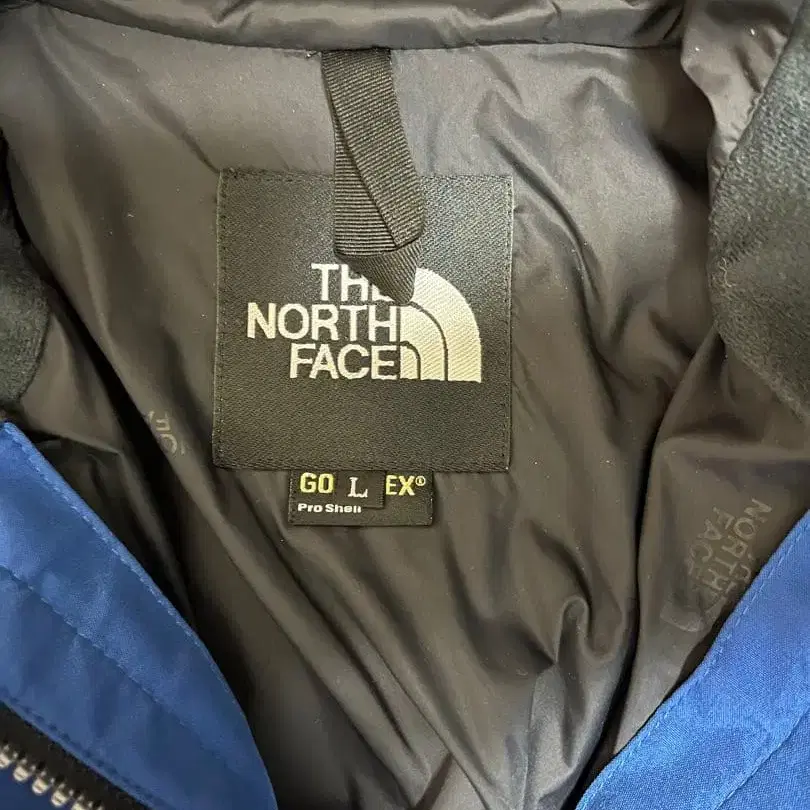 THE
NORTH
FACE
GO L EX®
Pro Shell
NORTH
FACE